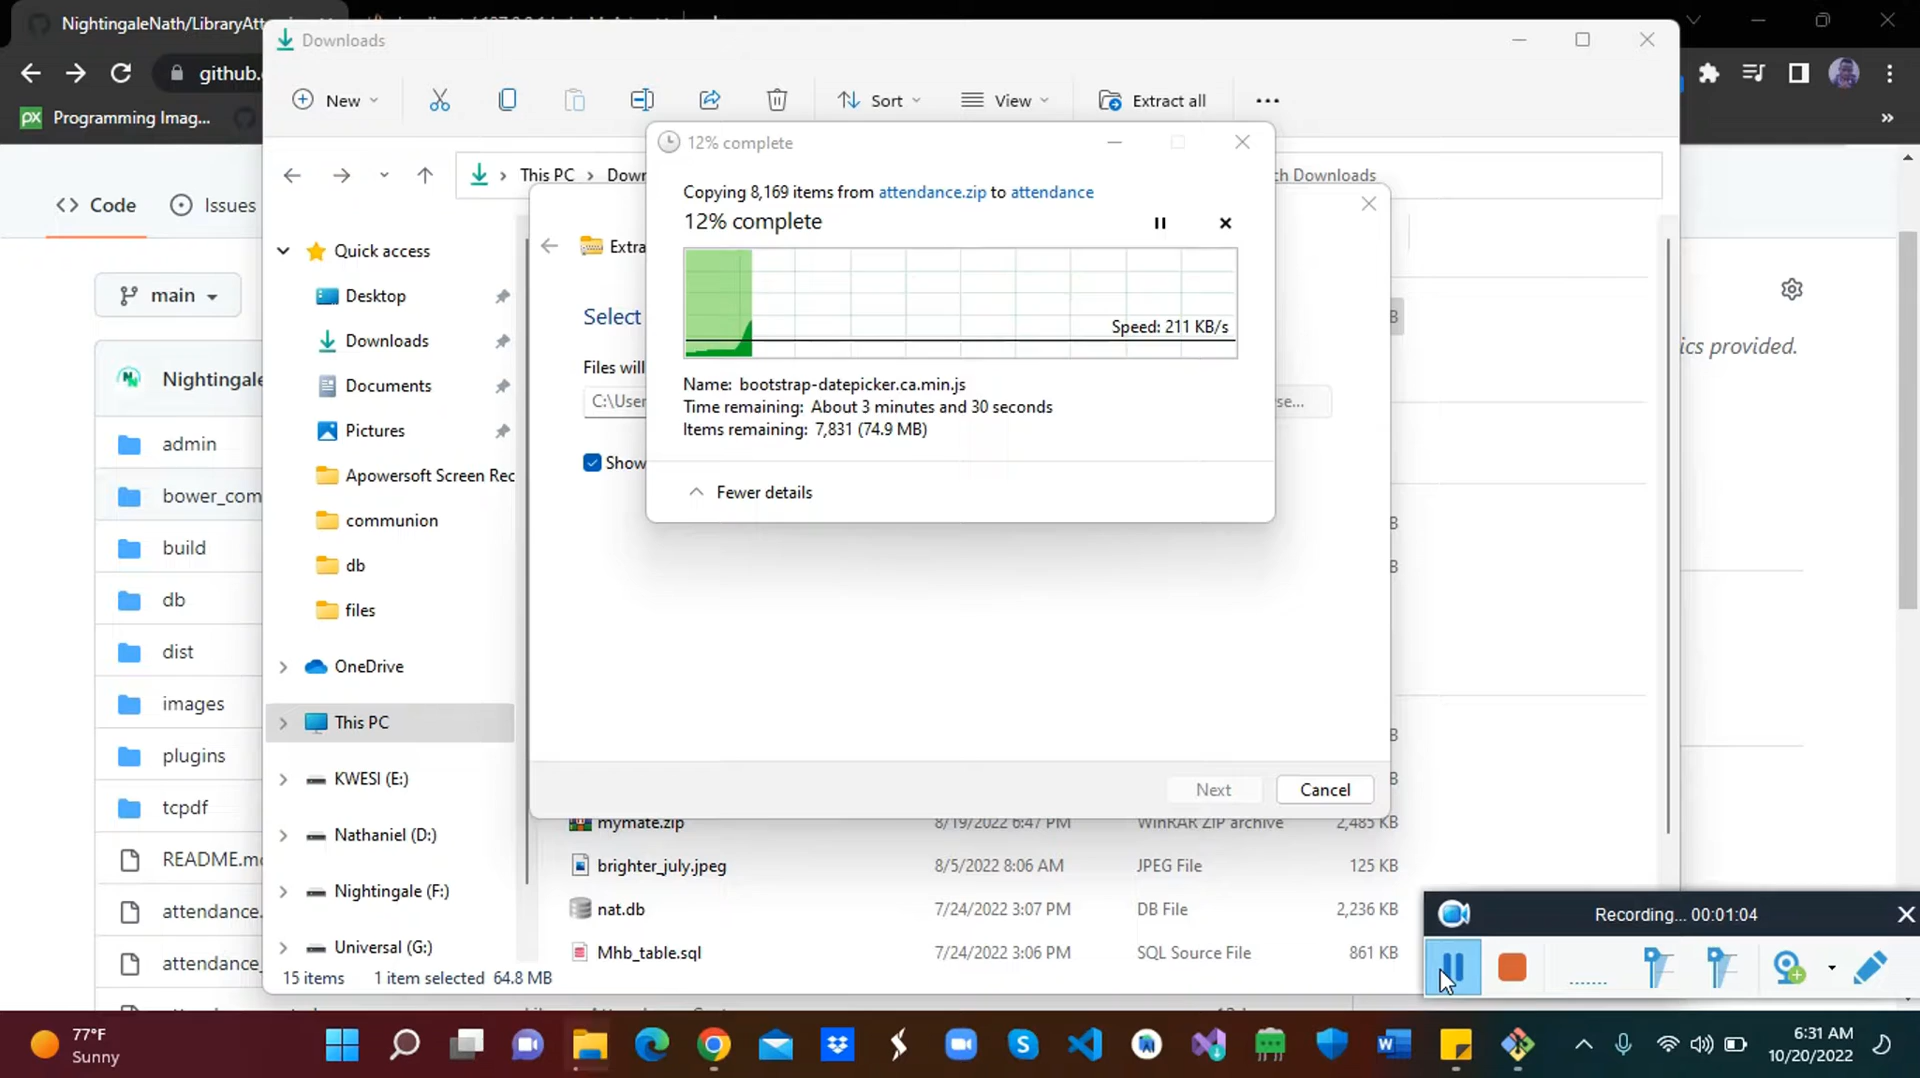 NightingaleNath/LibraryAtt
github.
Programming Imag...
»
Downloads
New
Sort
View
Extract all
This PC > Down
ch Downloads
Code
Issues
main
Nightingale
admin
bower_com
build
db
dist
images
plugins
tcpdf
README.m
attendance.
attendance_
Quick access
Desktop
Downloads
Documents
Pictures
Apowersoft Screen Rec
communion
db
files
OneDrive
This PC
KWESI (E:)
Nathaniel (D:)
Nightingale (F:)
Universal (G:)
15 items 1 item selected 64.8 MB
Extra
Select
Files will
C:\User
se...
Show
Next
Cancel
12% complete
Copying 8,169 items from attendance.zip to attendance
12% complete
Speed: 211 KB/s
Name: bootstrap-datepicker.ca.min.js
Time remaining: About 3 minutes and 30 seconds
Items remaining: 7,831 (74.9 MB)
Fewer details
B
B
B
B
B
mymate.zip 8/19/2022 6:47 PM WinRAR ZIP archive 2,485 KB
brighter_july.jpeg 8/5/2022 8:06 AM JPEG File 125 KB
nat.db 7/24/2022 3:07 PM DB File 2,236 KB
Mhb_table.sql 7/24/2022 3:06 PM SQL Source File 861 KB
ics provided.
Recording... 00:01:04
77°F
Sunny
6:31 AM
10/20/2022